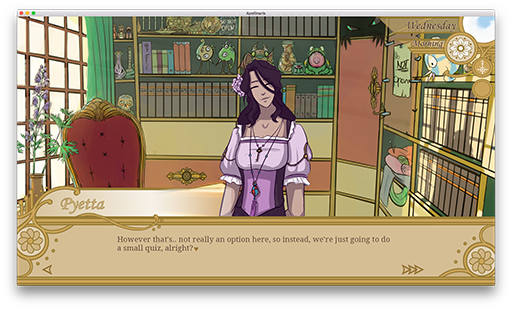 Apollinaris
Wednesday
Morning
Pyetta
However that's.. not really an option here, so instead, we're just going to do
a small quiz, alright?